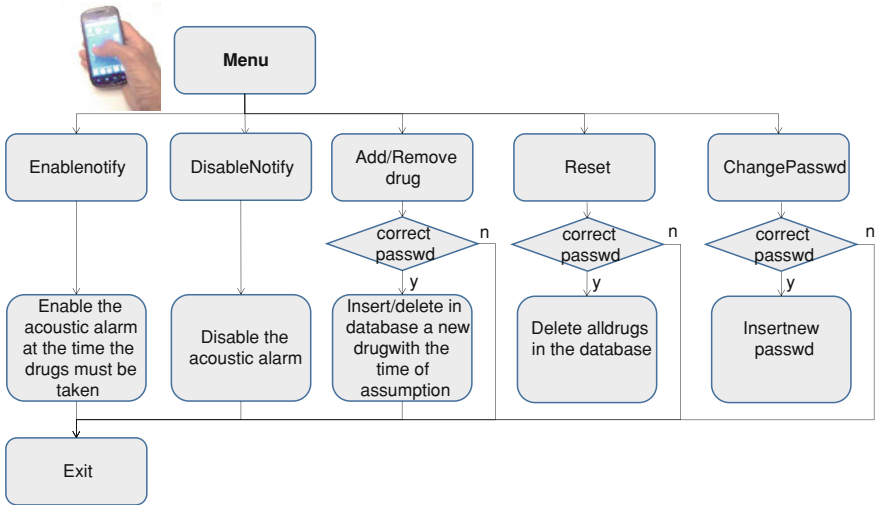 Menu
Enablenotify
DisableNotify
Add/Remove
drug
Reset
ChangePasswd
correct
passwd
n
y
correct
passwd
n
y
correct
passwd
n
y
Enable the
acoustic alarm
at the time the
drugs must be
taken
Disable the
acoustic alarm
Insert/delete in
database a new
drugwith the
time of
assumption
Delete alldrugs
in the database
Insertnew
passwd
Exit